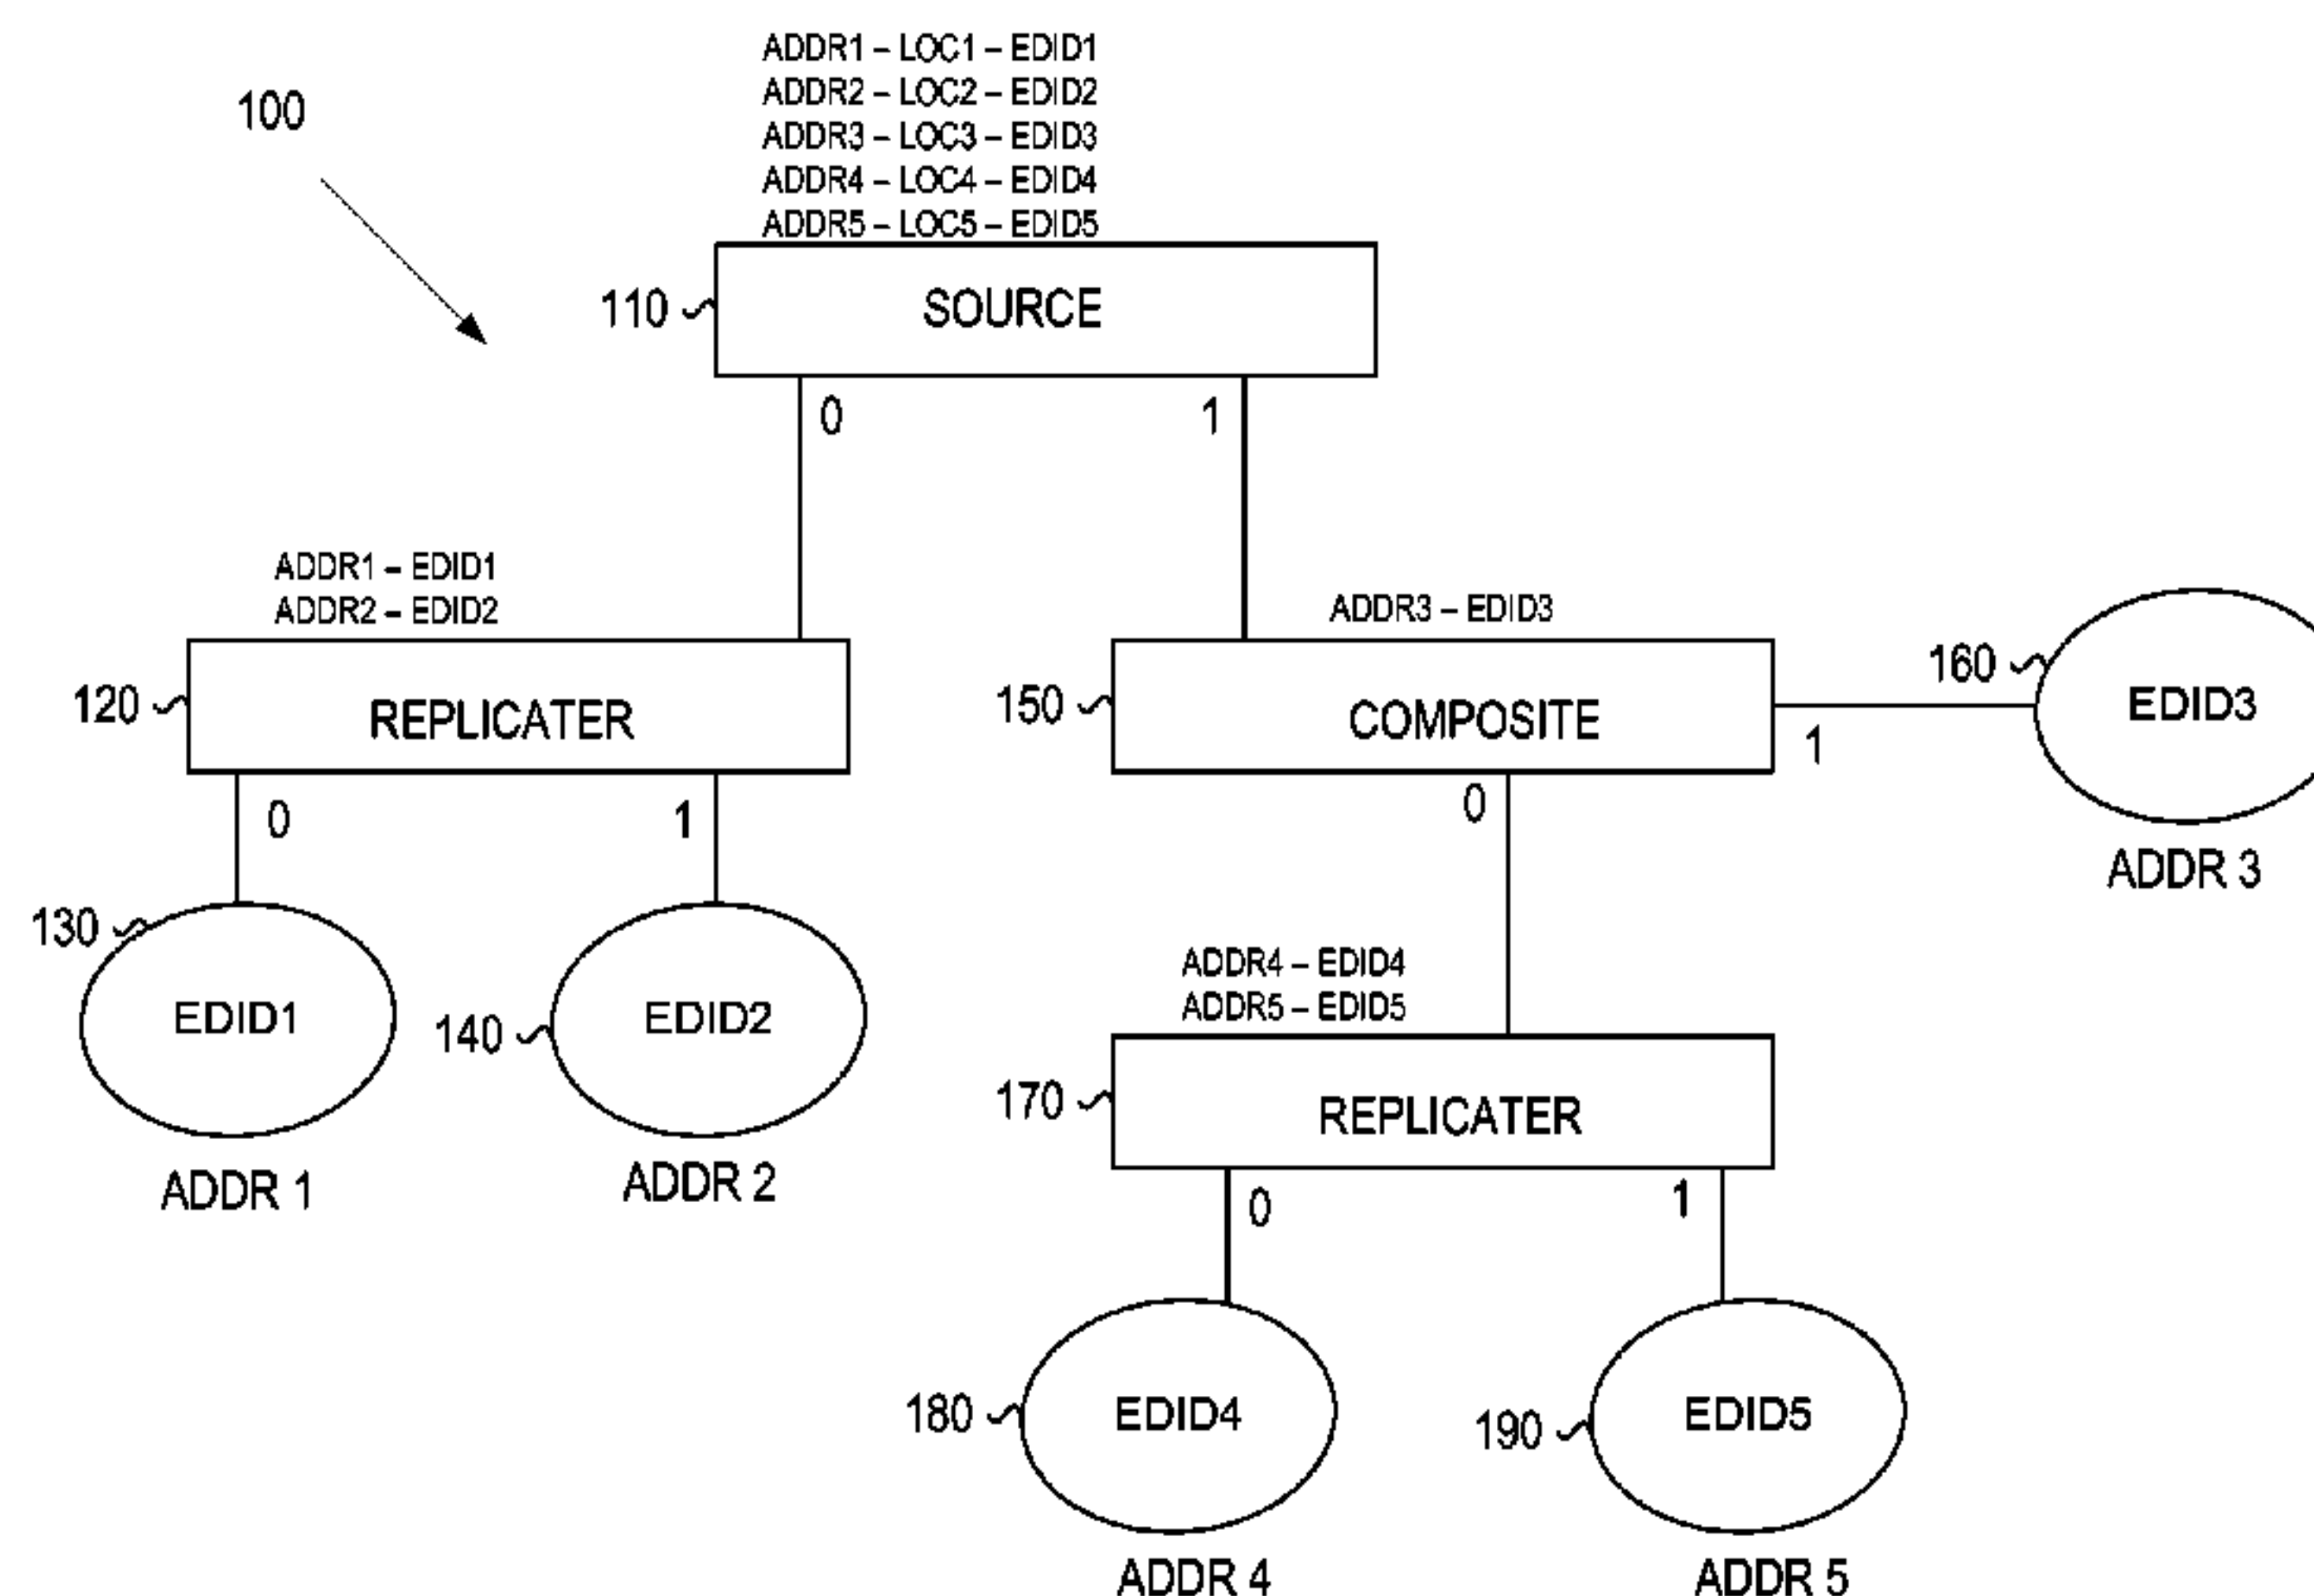 100
ADDR1 – LOC1 – EDID1
ADDR2 – LOC2 – EDID2
ADDR3 – LOC3 – EDID3
ADDR4 – LOC4 – EDID4
ADDR5 – LOC5 – EDID5
110
SOURCE
0
1
ADDR1 – EDID1
ADDR2 – EDID2
120
REPLICATER
0
1
130
EDID1
ADDR 1
140
EDID2
ADDR 2
ADDR3 – EDID3
150
COMPOSITE
1
0
160
EDID3
ADDR 3
ADDR4 – EDID4
ADDR5 – EDID5
170
REPLICATER
0
1
180
EDID4
ADDR 4
190
EDID5
ADDR 5